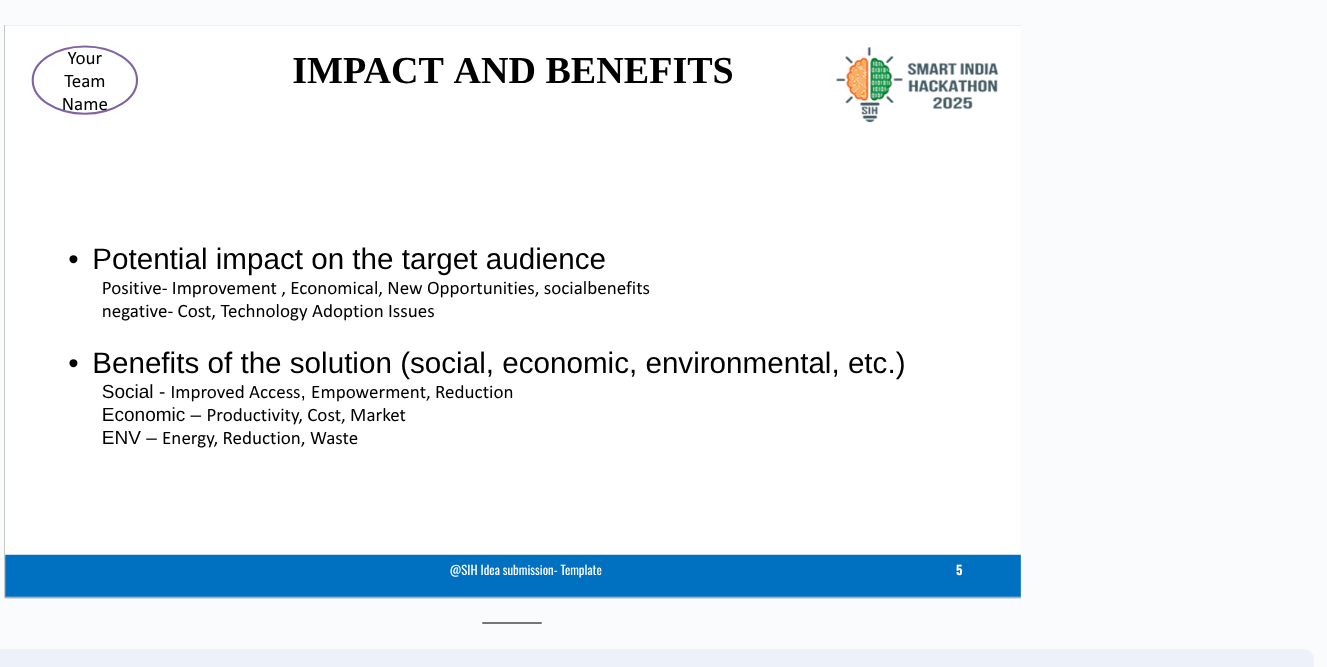 Your
Team
Name
IMPACT AND BENEFITS
SMART INDIA
HACKATHON
2025
SIH
• Potential impact on the target audience
Positive- Improvement , Economical, New Opportunities, socialbenefits
negative- Cost, Technology Adoption Issues
• Benefits of the solution (social, economic, environmental, etc.)
Social - Improved Access, Empowerment, Reduction
Economic – Productivity, Cost, Market
ENV – Energy, Reduction, Waste
@SIH Idea submission- Template
5